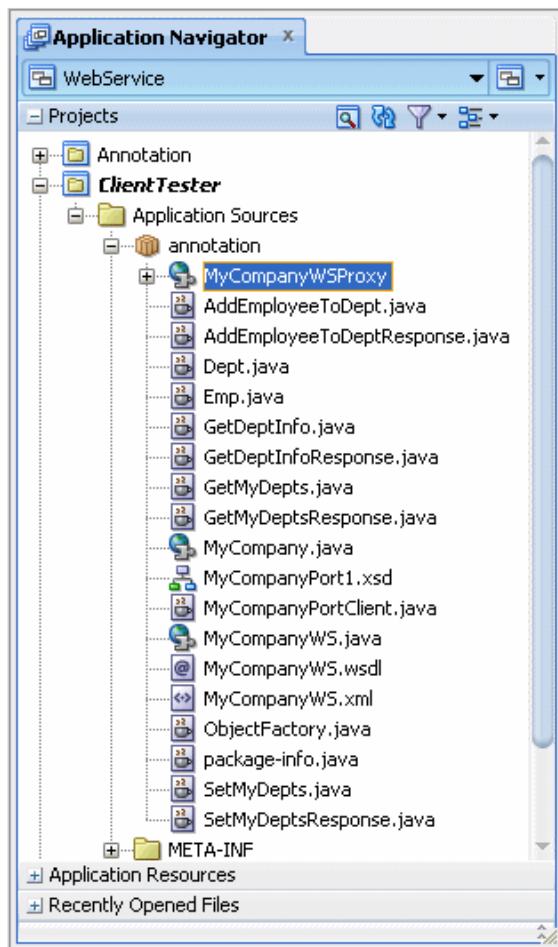 Application Navigator
WebService
Projects
Annotation
ClientTester
Application Sources
annotation
MyCompanyWSProxy
AddEmployeeToDept.java
AddEmployeeToDeptResponse.java
Dept.java
Emp.java
GetDeptInfo.java
GetDeptInfoResponse.java
GetMyDepts.java
GetMyDeptsResponse.java
MyCompany.java
MyCompanyPort1.xsd
MyCompanyPortClient.java
MyCompanyWS.java
MyCompanyWS.wsdl
MyCompanyWS.xml
ObjectFactory.java
package-info.java
SetMyDepts.java
SetMyDeptsResponse.java
META-INF
Application Resources
Recently Opened Files